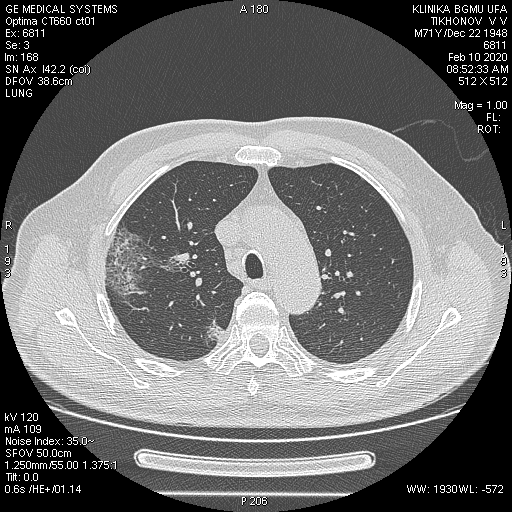 GE MEDICAL SYSTEMS
Optima CT660 ct01
Ex: 6811
Se: 3
Im: 168
SN Ax I42.2 (coi)
DFOV 38.6cm
LUNG
A 180
KLINIKA BGMU UFA
TIKHONOV V V
M71Y/Dec 22 1948
6811
Feb 10 2020
08:52:33 AM
512 X 512
Mag = 1.00
FL:
ROT:
R
1
9
3
L
1
9
3
kV 120
mA 109
Noise Index: 35.0~
SFOV 50.0cm
1.250mm/55.00 1.375:1
Tilt: 0.0
0.6s /HE+/01.14
P 206
WW: 1930WL: -572